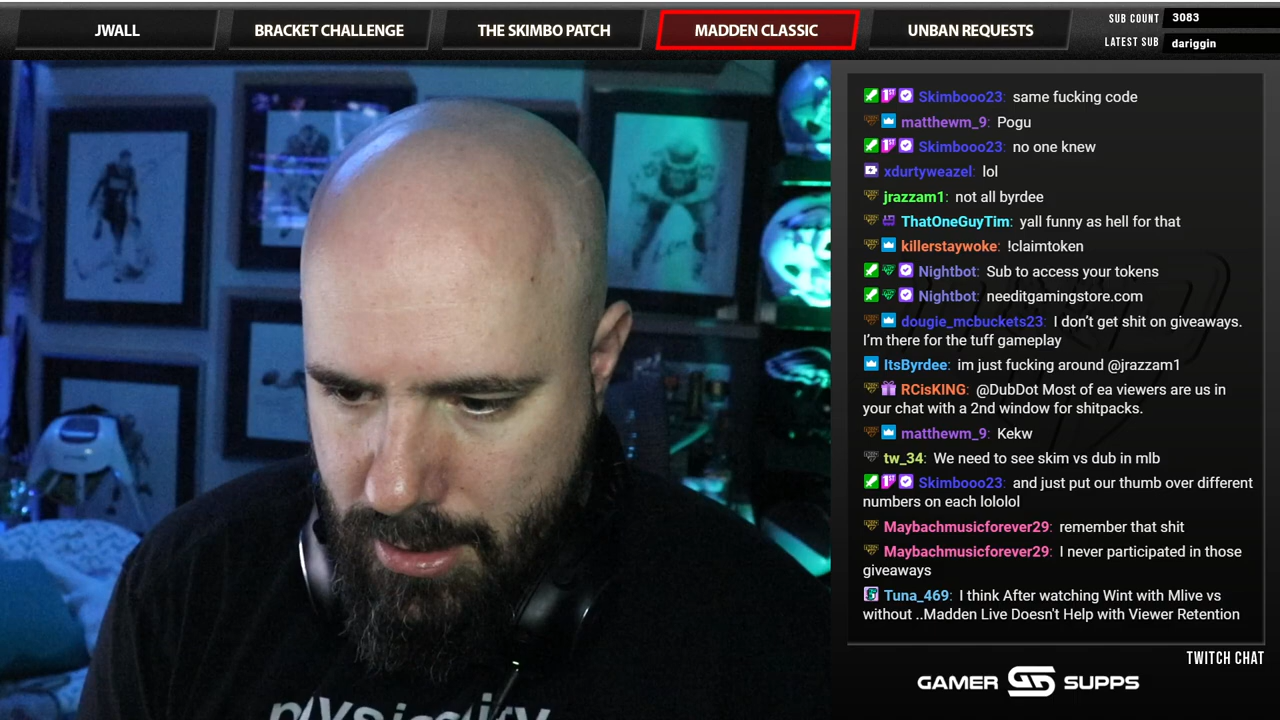 JWALL
BRACKET CHALLENGE
THE SKIMBO PATCH
MADDEN CLASSIC
UNBAN REQUESTS
SUB COUNT 3083
LATEST SUB dariggin
Skimbooo23: same fucking code
matthewm_9: Pogu
Skimbooo23: no one knew
xdurtyweazel: lol
jrazzam1: not all byrdee
ThatOneGuyTim: yall funny as hell for that
killerstaywoke: !claimtoken
Nightbot: Sub to access your tokens
Nightbot: needitgamingstore.com
dougie_mcbuckets23: I don’t get shit on giveaways.
I’m there for the tuff gameplay
ItsByrdee: im just fucking around @jrazzam1
RCisKING: @DubDot Most of ea viewers are us in
your chat with a 2nd window for shitpacks.
matthewm_9: Kekw
tw_34: We need to see skim vs dub in mlb
Skimbooo23: and just put our thumb over different
numbers on each lololol
Maybachmusicforever29: remember that shit
Maybachmusicforever29: I never participated in those
giveaways
Tuna_469: I think After watching Wint with Mlive vs
without ..Madden Live Doesn't Help with Viewer Retention
TWITCH CHAT
GAMER GS SUPPS
physicality